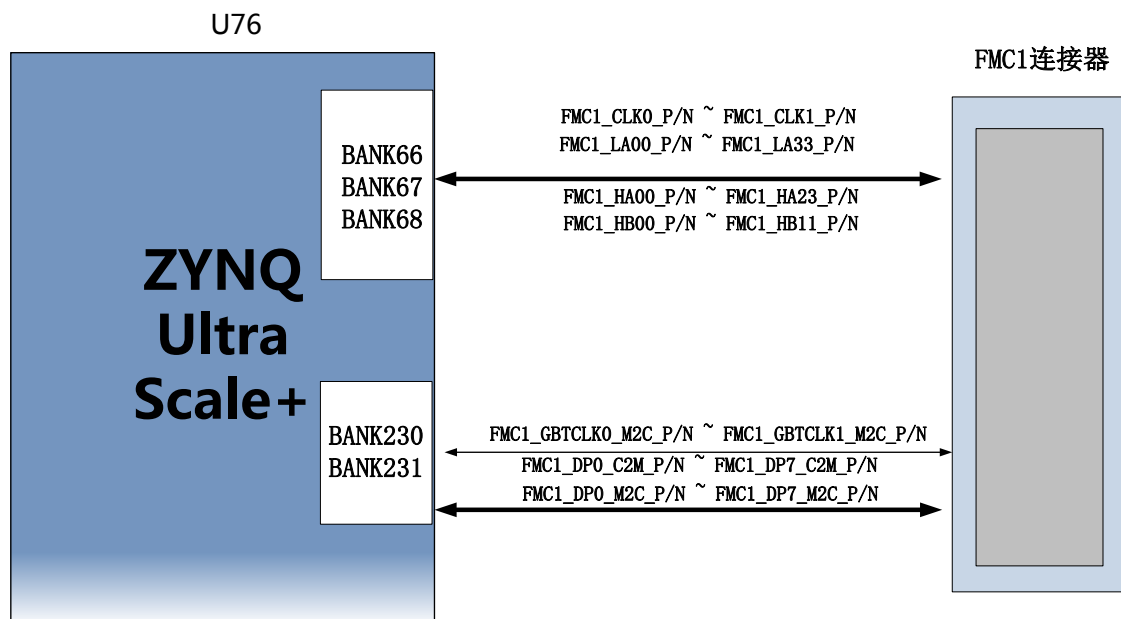 U76
FMC1连接器
FMC1_CLK0_P/N ~ FMC1_CLK1_P/N
FMC1_LA00_P/N ~ FMC1_LA33_P/N
BANK66
BANK67
BANK68
FMC1_HA00_P/N ~ FMC1_HA23_P/N
FMC1_HB00_P/N ~ FMC1_HB11_P/N
ZYNQ
Ultra
Scale+
BANK230
BANK231
FMC1_GBTCLK0_M2C_P/N ~ FMC1_GBTCLK1_M2C_P/N
FMC1_DP0_C2M_P/N ~ FMC1_DP7_C2M_P/N
FMC1_DP0_M2C_P/N ~ FMC1_DP7_M2C_P/N